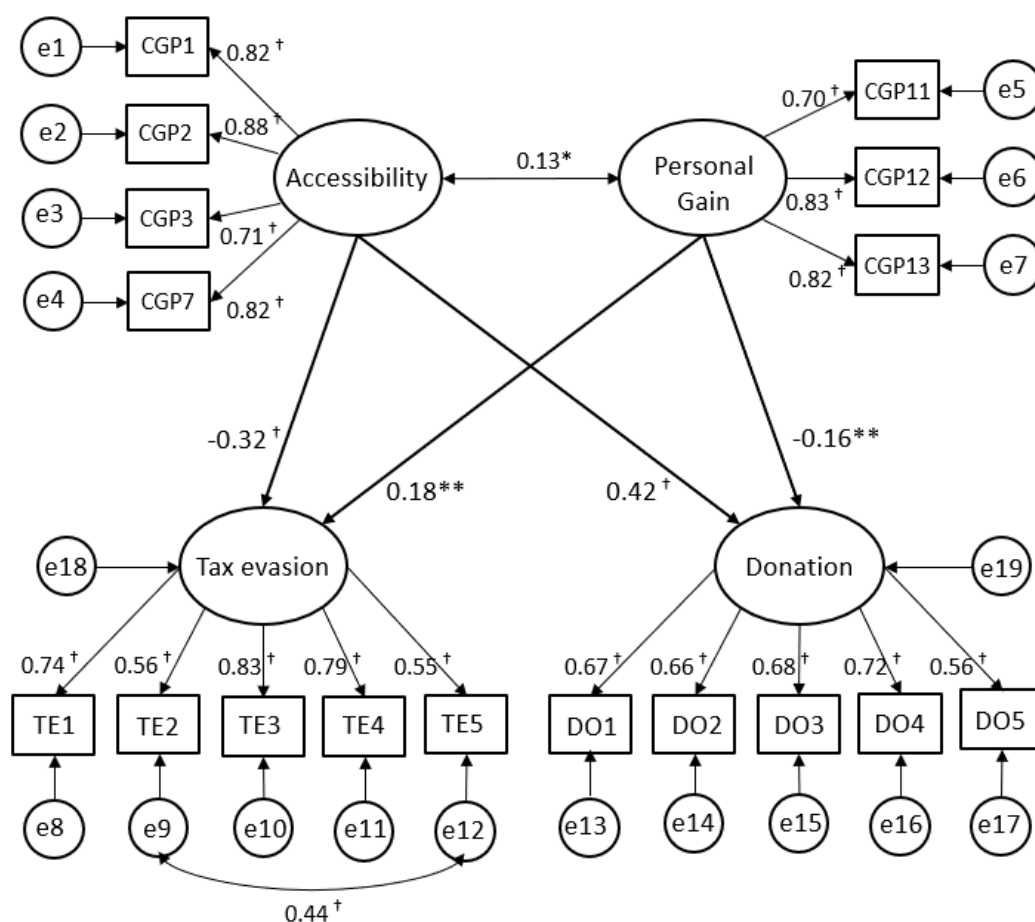 e1 CGP1 0.82 †
e2 CGP2 0.88 †
e3 CGP3 0.71 †
e4 CGP7 0.82 †
Accessibility
0.13*
Personal
Gain
0.70 † CGP11 e5
0.83 † CGP12 e6
0.82 † CGP13 e7
-0.32 †
0.18**
0.42 †
-0.16**
e18 Tax evasion
Donation e19
0.74 † 0.56 † 0.83 † 0.79 † 0.55 †
0.67 † 0.66 † 0.68 † 0.72 † 0.56 †
TE1 TE2 TE3 TE4 TE5
DO1 DO2 DO3 DO4 DO5
e8 e9 e10 e11 e12
e13 e14 e15 e16 e17
0.44 †